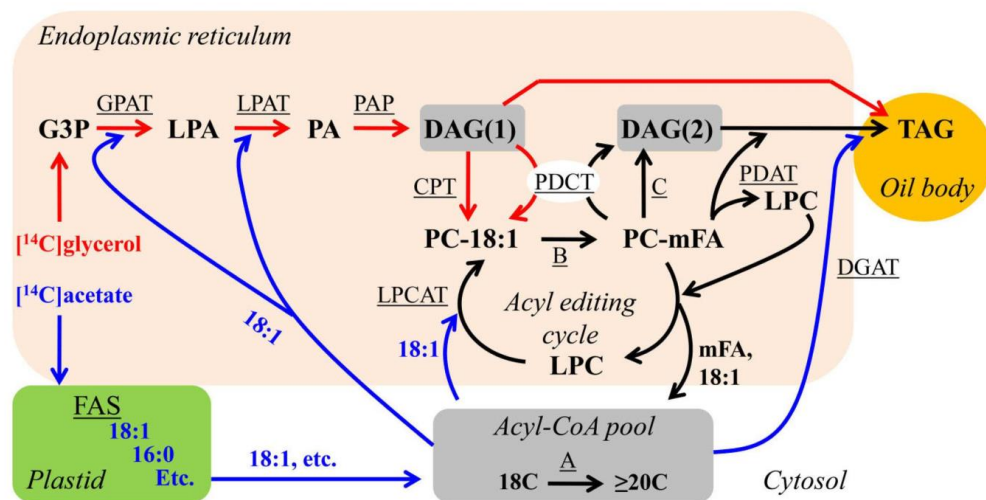 Endoplasmic reticulum
GPAT LPAT PAP
G3P LPA PA DAG(1) DAG(2) TAG
CPT PDCT C PDAT
LPC
Oil body
[¹⁴C]glycerol
PC-18:1 B PC-mFA
[¹⁴C]acetate
LPCAT Acyl editing
cycle
DGAT
18:1 18:1 LPC mFA,
18:1
FAS
18:1
16:0
Etc.
Plastid
18:1, etc.
Acyl-CoA pool
A
18C ≥20C
Cytosol